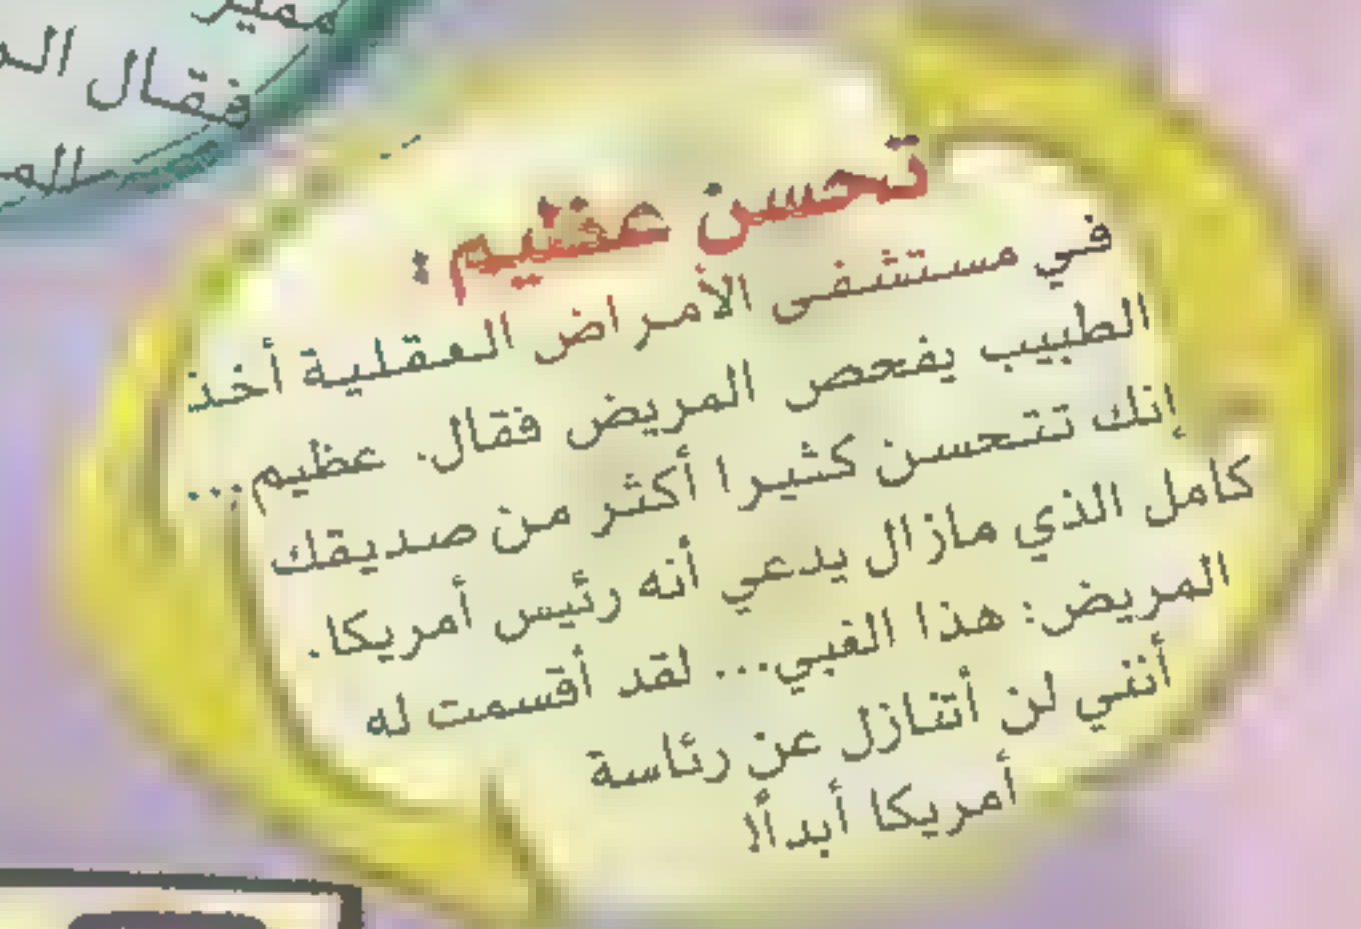 مميز
فقال
تحسن عظيم:
في مستشفى الأمراض العقلية أخذ
الطبيب يفحص المريض فقال. عظيم...
إنك تتحسن كثيرا أكثر من صديقك
كامل الذي مازال يدعي أنه رئيس أمريكا.
المريض: هذا الغبي... لقد أقسمت له
أنني لن أتنازل عن رئاسة
أمريكا أبداً!